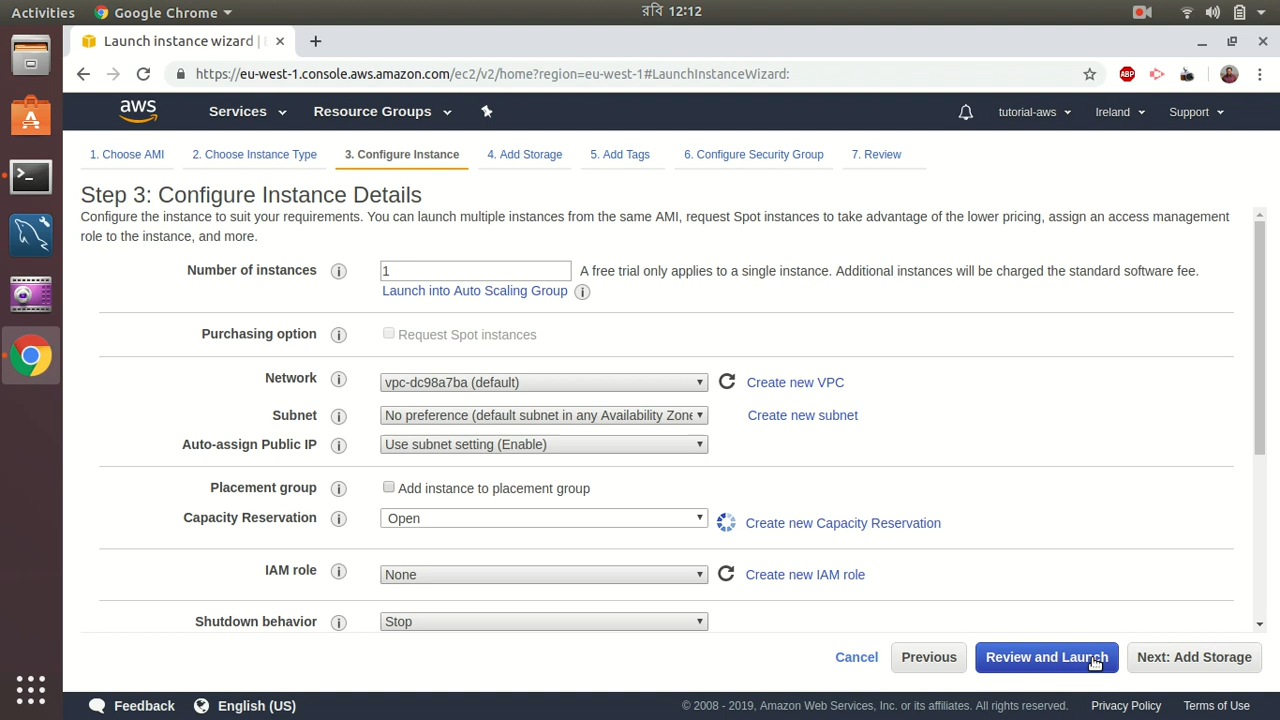 Activities Google Chrome রবি 12:12
Launch instance wizard |
https://eu-west-1.console.aws.amazon.com/ec2/v2/home?region=eu-west-1#LaunchInstanceWizard:
ABP
aws Services Resource Groups tutorial-aws Ireland Support
1. Choose AMI 2. Choose Instance Type 3. Configure Instance 4. Add Storage 5. Add Tags 6. Configure Security Group 7. Review
Step 3: Configure Instance Details
Configure the instance to suit your requirements. You can launch multiple instances from the same AMI, request Spot instances to take advantage of the lower pricing, assign an access management
role to the instance, and more.
Number of instances i 1 A free trial only applies to a single instance. Additional instances will be charged the standard software fee.
Launch into Auto Scaling Group i
Purchasing option i Request Spot instances
Network i vpc-dc98a7ba (default) Create new VPC
Subnet i No preference (default subnet in any Availability Zone Create new subnet
Auto-assign Public IP i Use subnet setting (Enable)
Placement group i Add instance to placement group
Capacity Reservation i Open Create new Capacity Reservation
IAM role i None Create new IAM role
Shutdown behavior i Stop
Cancel Previous Review and Launch Next: Add Storage
Feedback English (US) © 2008 - 2019, Amazon Web Services, Inc. or its affiliates. All rights reserved. Privacy Policy Terms of Use